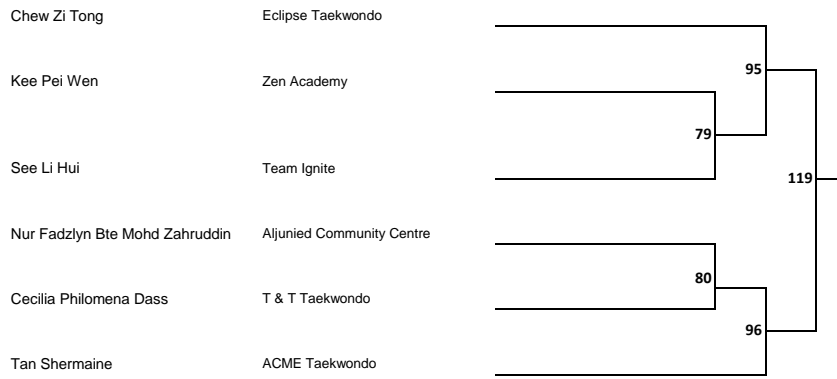 Chew Zi Tong Eclipse Taekwondo
95
Kee Pei Wen Zen Academy
79
See Li Hui Team Ignite
119
Nur Fadzlyn Bte Mohd Zahruddin Aljunied Community Centre
80
Cecilia Philomena Dass T & T Taekwondo
96
Tan Shermaine ACME Taekwondo